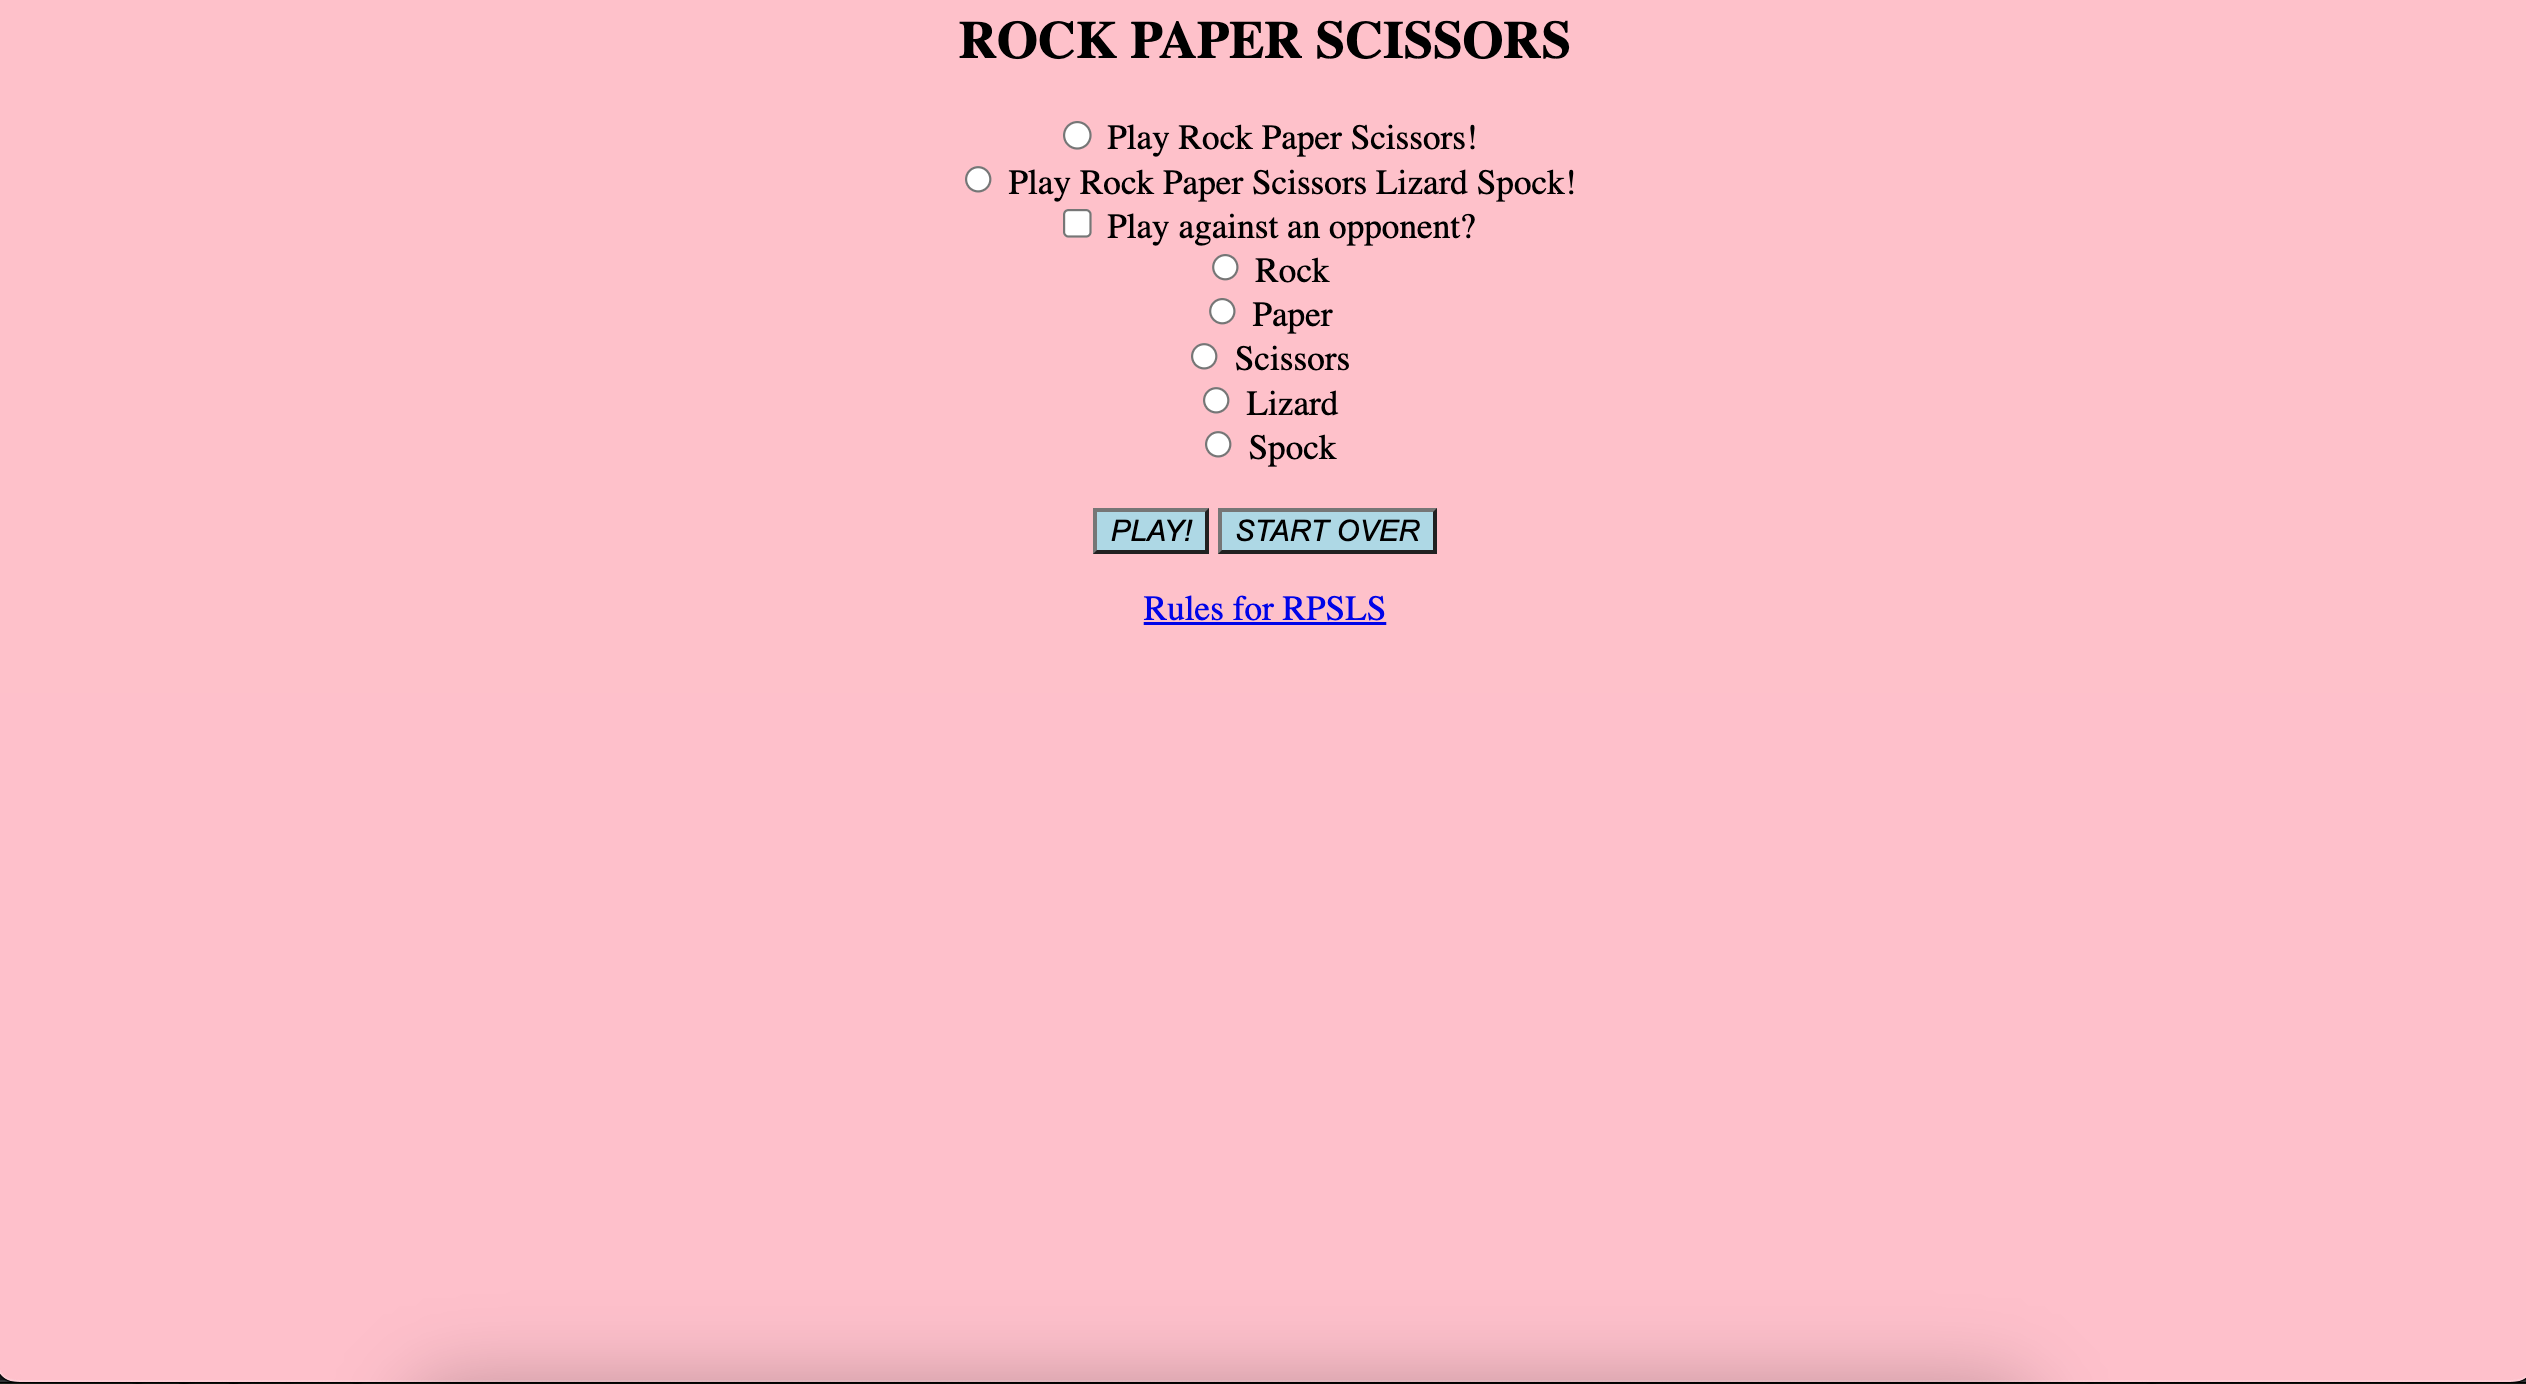 ROCK PAPER SCISSORS
Play Rock Paper Scissors!
Play Rock Paper Scissors Lizard Spock!
Play against an opponent?
Rock
Paper
Scissors
Lizard
Spock
PLAY! START OVER
Rules for RPSLS